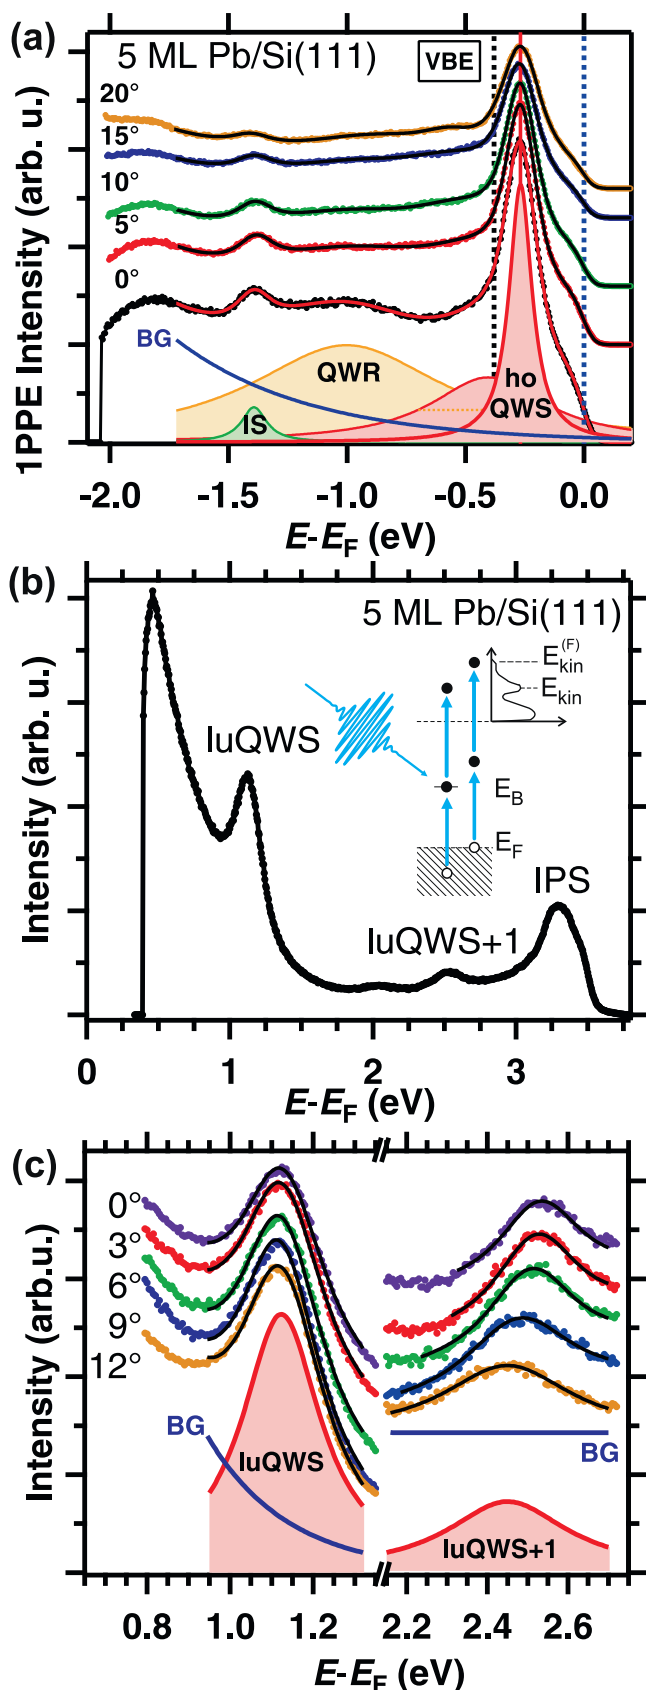 (a)
5 ML Pb/Si(111)
VBE
20°
15°
10°
5°
0°
BG
QWR
IS
ho
QWS
1PPE Intensity (arb. u.)
-2.0 -1.5 -1.0 -0.5 0.0
E-EF (eV)
(b)
5 ML Pb/Si(111)
Ekin(F)
Ekin
luQWS
EB
EF
IPS
luQWS+1
Intensity (arb. u.)
0 1 2 3
E-EF (eV)
(c)
0°
3°
6°
9°
12°
BG
luQWS
BG
luQWS+1
Intensity (arb.u.)
0.8 1.0 1.2 2.2 2.4 2.6
E-EF (eV)